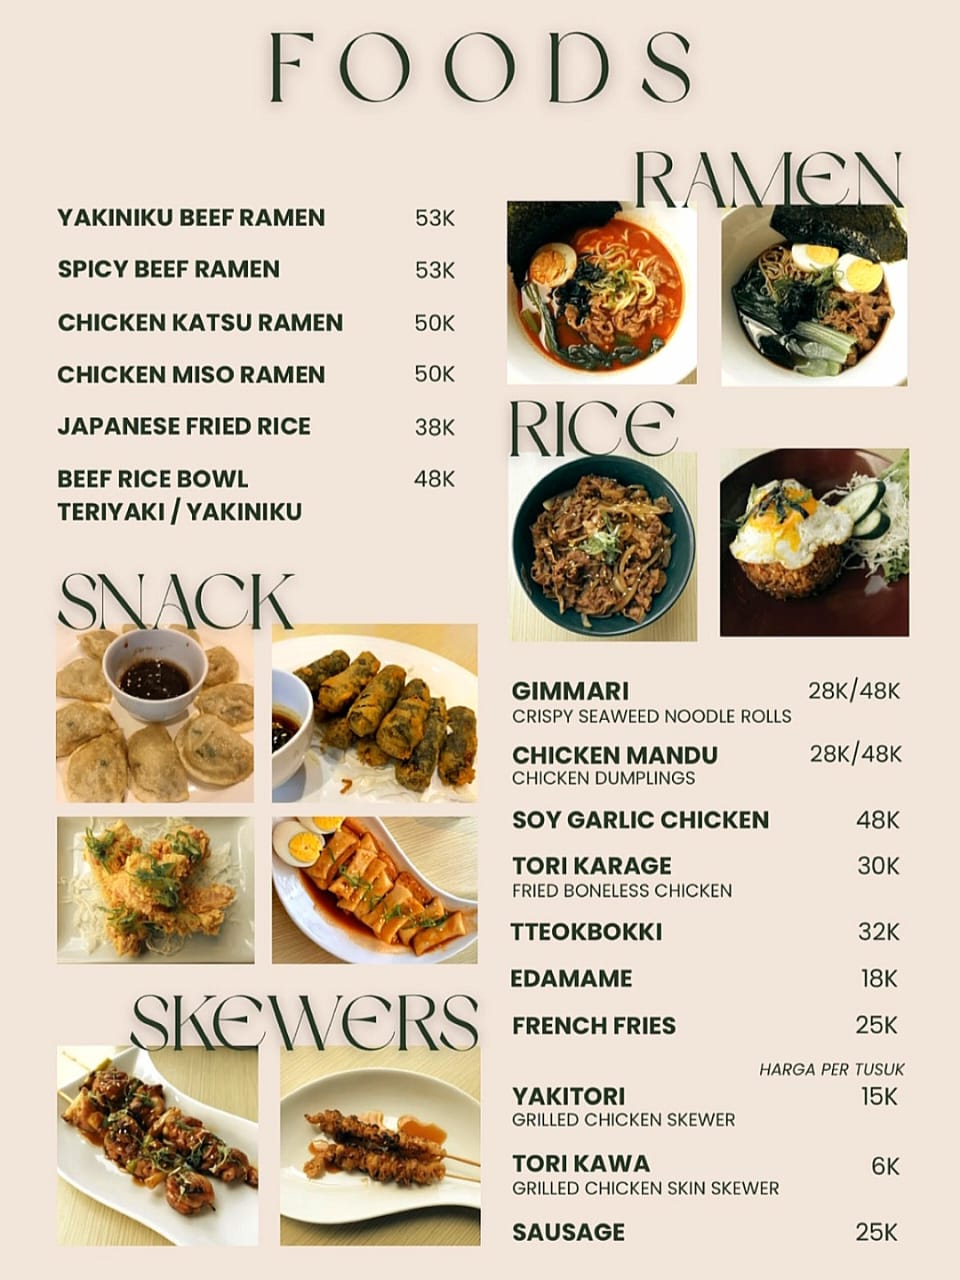 FOODS
RAMEN
YAKINIKU BEEF RAMEN 53K
SPICY BEEF RAMEN 53K
CHICKEN KATSU RAMEN 50K
CHICKEN MISO RAMEN 50K
JAPANESE FRIED RICE 38K
BEEF RICE BOWL 48K
TERIYAKI / YAKINIKU
RICE
SNACK
GIMMARI 28K/48K
CRISPY SEAWEED NOODLE ROLLS
CHICKEN MANDU 28K/48K
CHICKEN DUMPLINGS
SOY GARLIC CHICKEN 48K
TORI KARAGE 30K
FRIED BONELESS CHICKEN
TTEOKBOKKI 32K
EDAMAME 18K
FRENCH FRIES 25K
SKEWERS
HARGA PER TUSUK
YAKITORI 15K
GRILLED CHICKEN SKEWER
TORI KAWA 6K
GRILLED CHICKEN SKIN SKEWER
SAUSAGE 25K